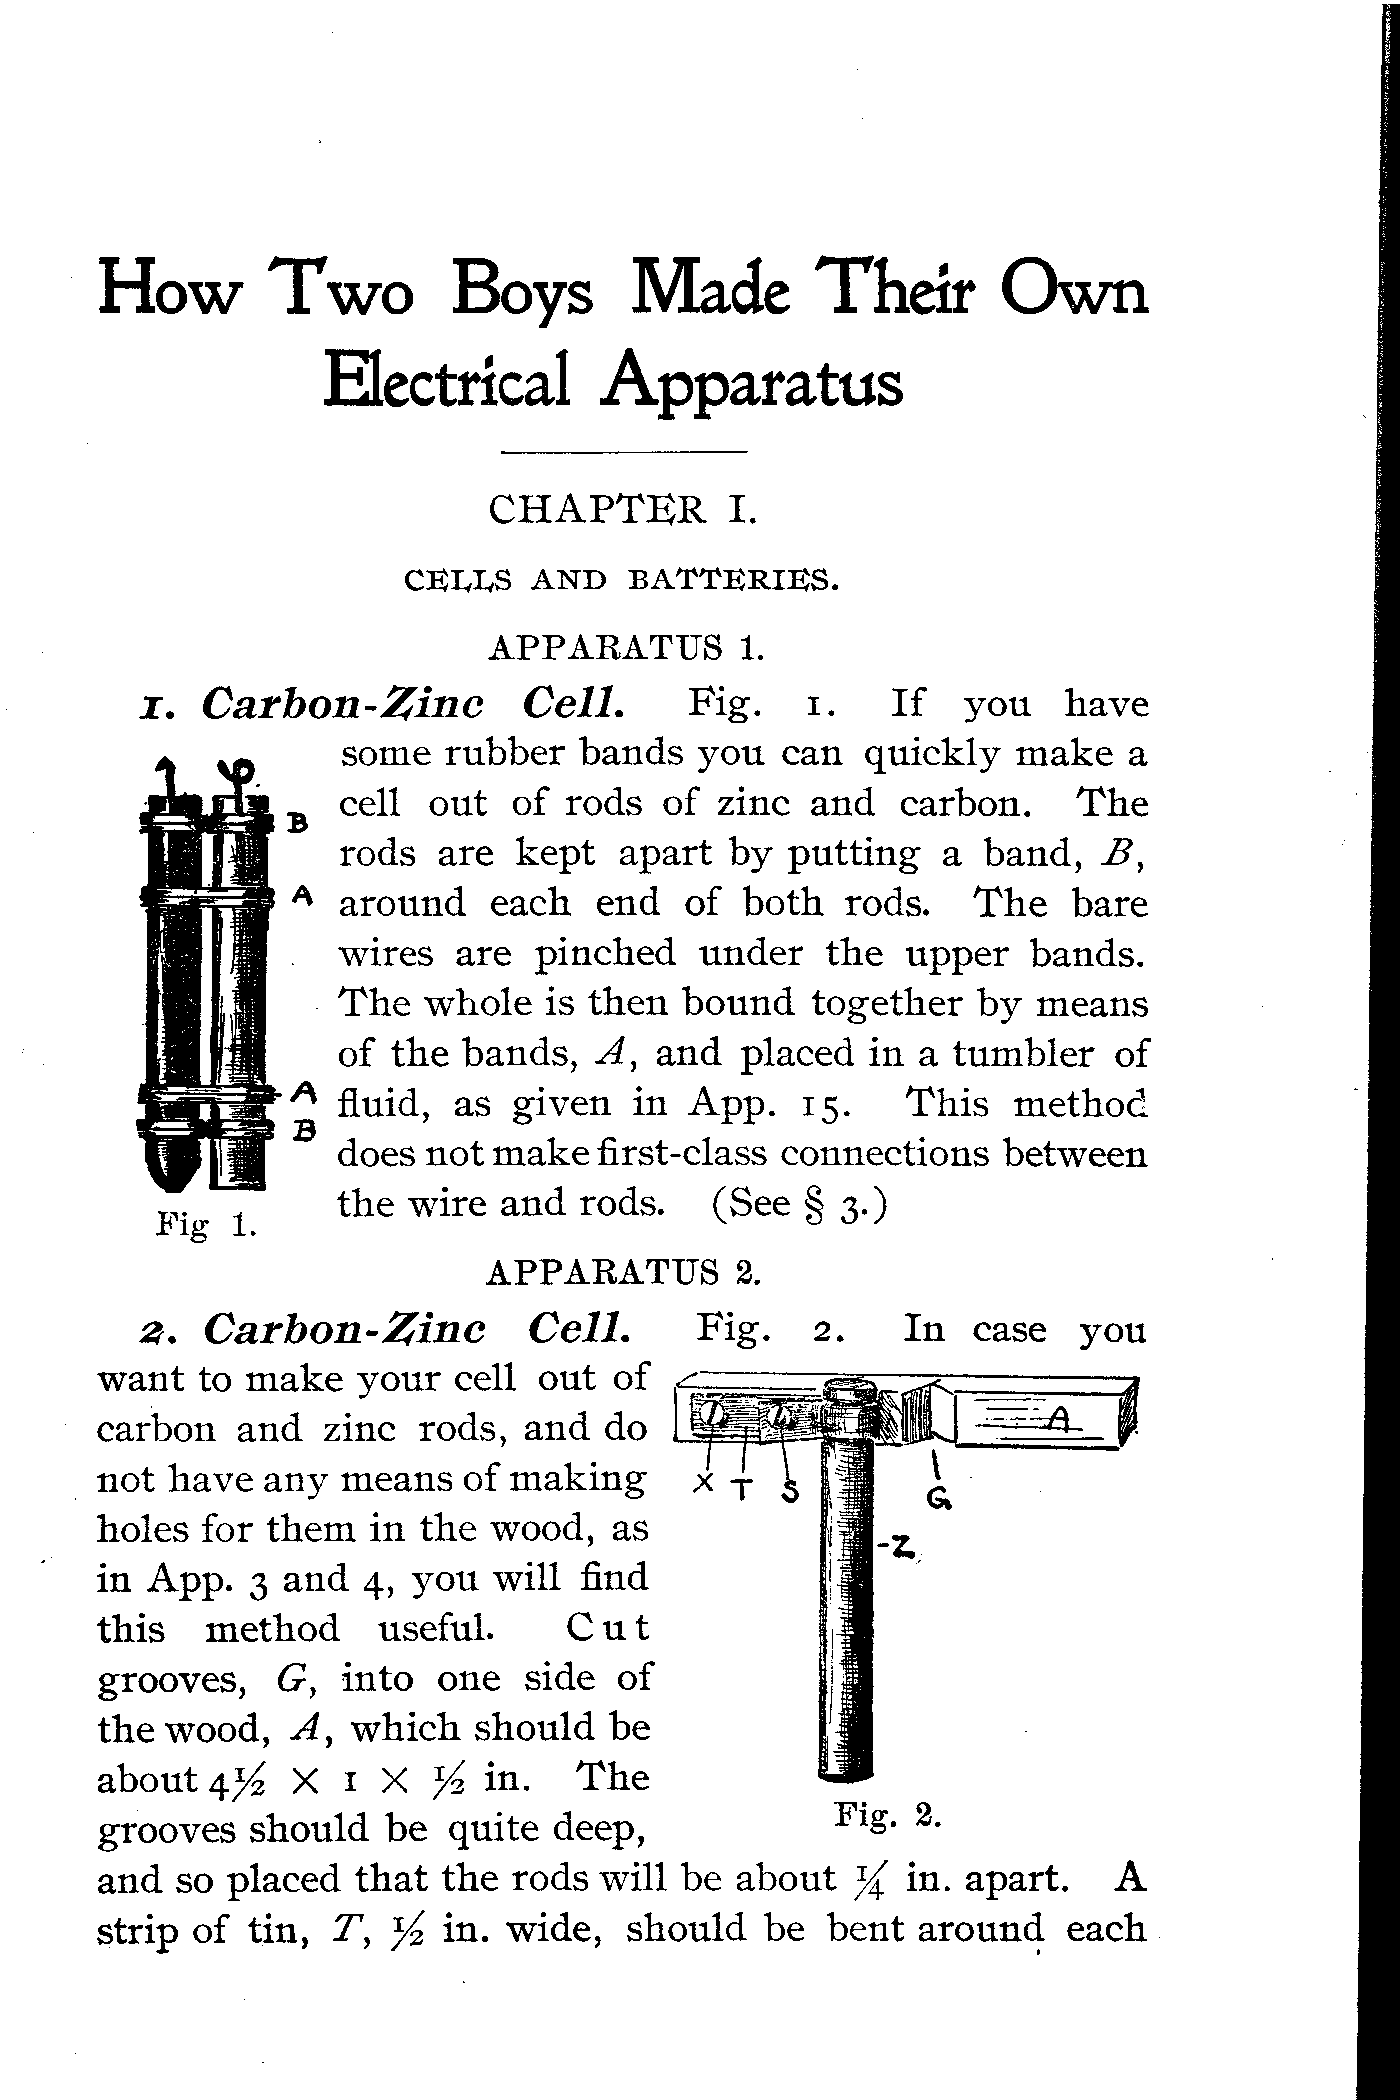 How Two Boys Made Their Own
Electrical Apparatus
CHAPTER I.
CELLS AND BATTERIES.
APPARATUS 1.
1. Carbon-Zinc Cell. Fig. 1. If you have
some rubber bands you can quickly make a
cell out of rods of zinc and carbon. The
rods are kept apart by putting a band, B,
around each end of both rods. The bare
wires are pinched under the upper bands.
The whole is then bound together by means
of the bands, A, and placed in a tumbler of
fluid, as given in App. 15. This method
does not make first-class connections between
the wire and rods. (See § 3.)
B
A
A
B
Fig 1.
APPARATUS 2.
2. Carbon-Zinc Cell. Fig. 2. In case you
want to make your cell out of
carbon and zinc rods, and do
not have any means of making
holes for them in the wood, as
in App. 3 and 4, you will find
this method useful. Cut
grooves, G, into one side of
the wood, A, which should be
about 4½ × 1 × ½ in. The
grooves should be quite deep,
A
X T S G
-Z
Fig. 2.
and so placed that the rods will be about ¼ in. apart. A
strip of tin, T, ½ in. wide, should be bent around each